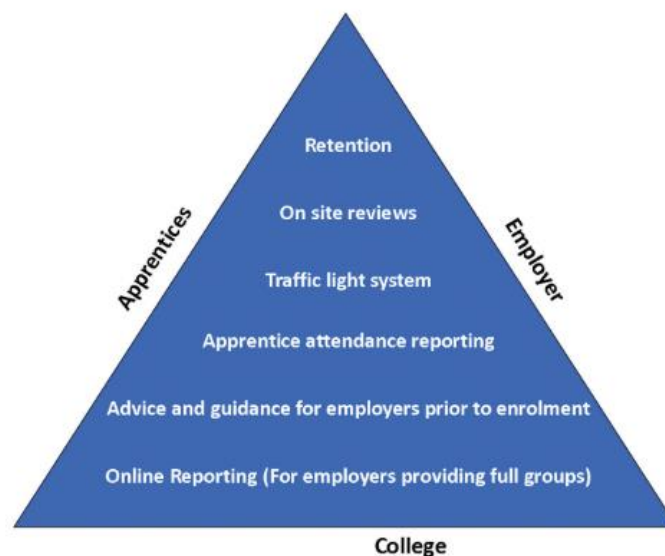 Retention
On site reviews
Traffic light system
Apprentice attendance reporting
Advice and guidance for employers prior to enrolment
Online Reporting (For employers providing full groups)
Apprentices
Employer
College